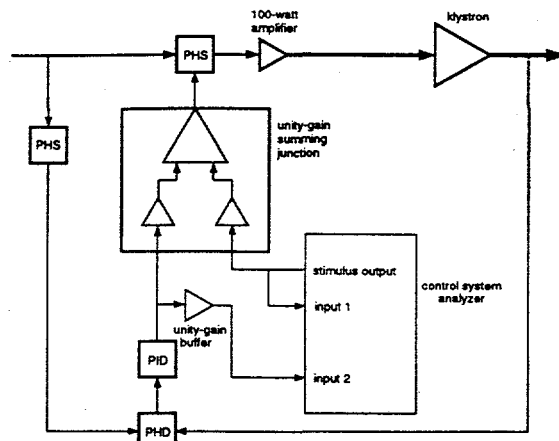 100-watt
amplifier
klystron
PHS
PHS
unity-gain
summing
junction
stimulus output
control system
analyzer
input 1
unity-gain
buffer
PID
input 2
PHD